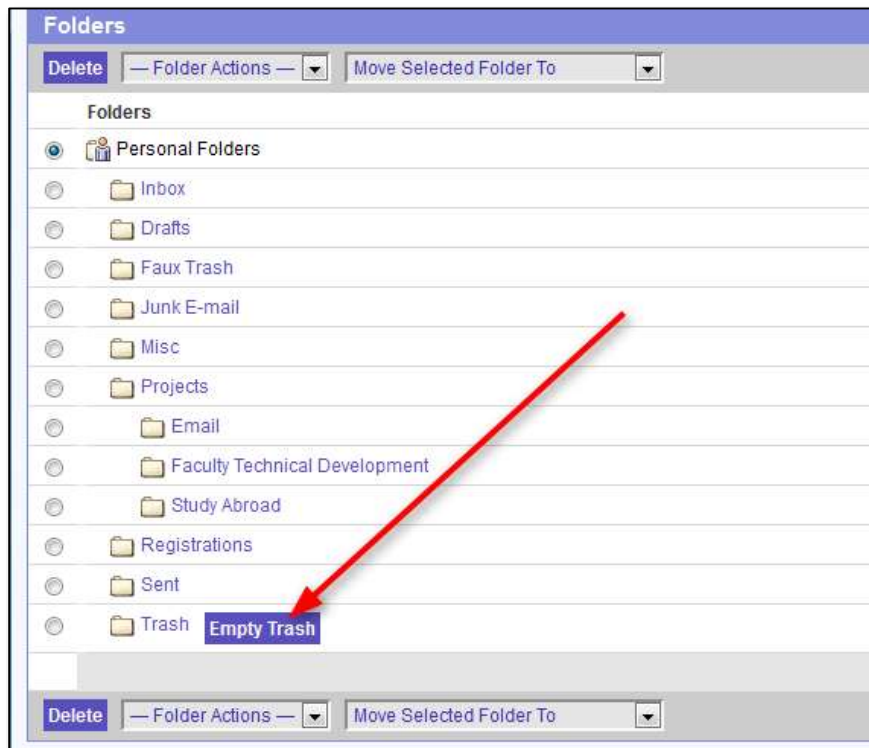 Folders
Delete — Folder Actions — Move Selected Folder To
Folders
Personal Folders
Inbox
Drafts
Faux Trash
Junk E-mail
Misc
Projects
Email
Faculty Technical Development
Study Abroad
Registrations
Sent
Trash Empty Trash
Delete — Folder Actions — Move Selected Folder To